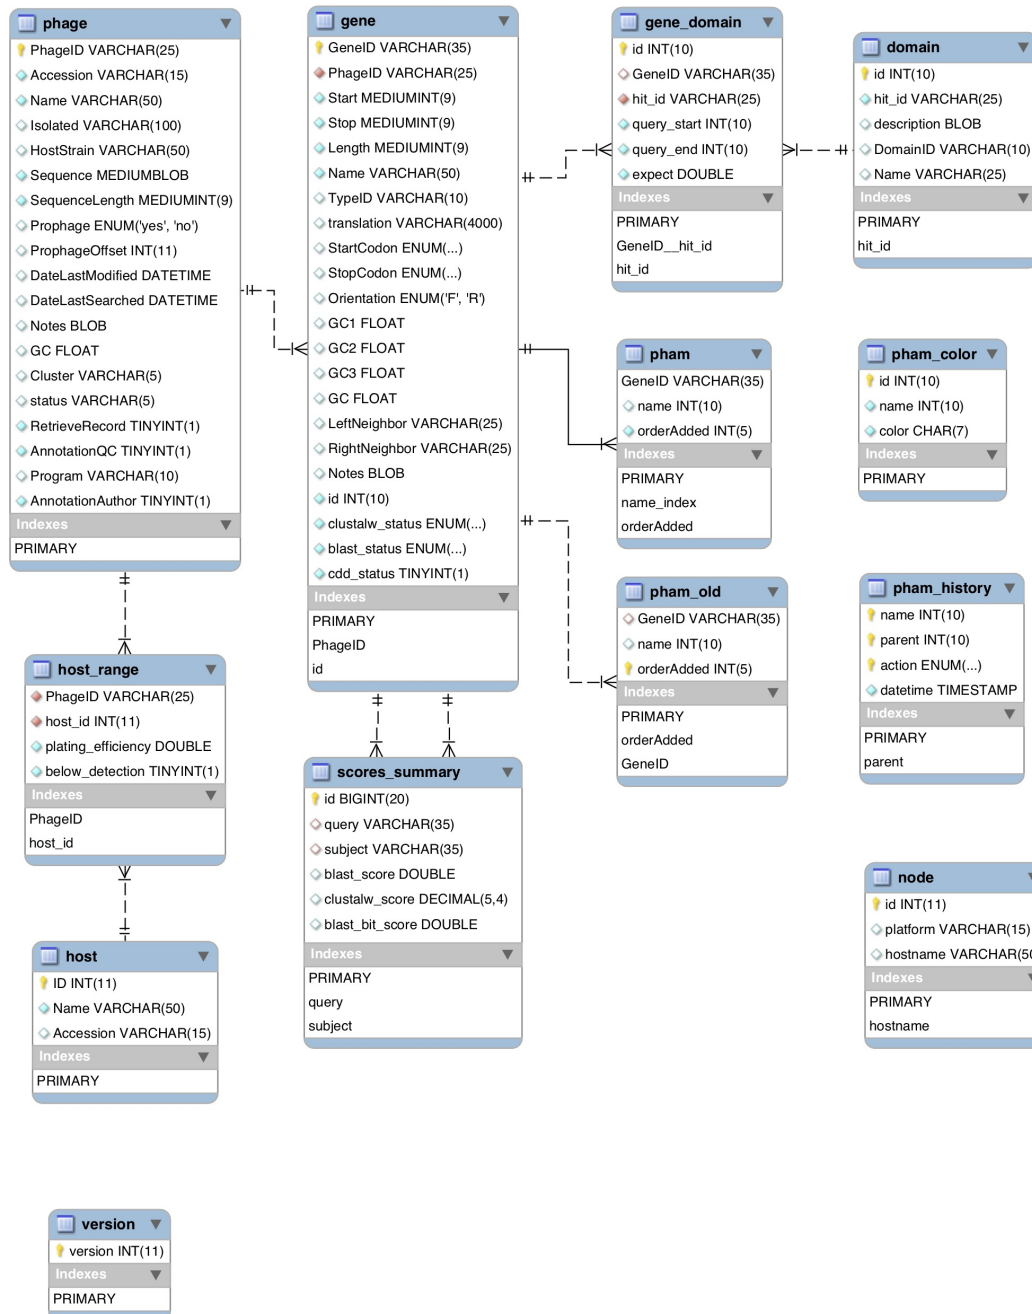 phage
PhageID VARCHAR(25)
Accession VARCHAR(15)
Name VARCHAR(50)
Isolated VARCHAR(100)
HostStrain VARCHAR(50)
Sequence MEDIUMBLOB
SequenceLength MEDIUMINT(9)
Prophage ENUM('yes', 'no')
ProphageOffset INT(11)
DateLastModified DATETIME
DateLastSearched DATETIME
Notes BLOB
GC FLOAT
Cluster VARCHAR(5)
status VARCHAR(5)
RetrieveRecord TINYINT(1)
AnnotationQC TINYINT(1)
Program VARCHAR(10)
AnnotationAuthor TINYINT(1)
Indexes
PRIMARY
host_range
PhageID VARCHAR(25)
host_id INT(11)
plating_efficiency DOUBLE
below_detection TINYINT(1)
Indexes
PhageID
host_id
host
ID INT(11)
Name VARCHAR(50)
Accession VARCHAR(15)
Indexes
PRIMARY
version
version INT(11)
Indexes
PRIMARY
gene
GeneID VARCHAR(35)
PhageID VARCHAR(25)
Start MEDIUMINT(9)
Stop MEDIUMINT(9)
Length MEDIUMINT(9)
Name VARCHAR(50)
TypeID VARCHAR(10)
translation VARCHAR(4000)
StartCodon ENUM(...)
StopCodon ENUM(...)
Orientation ENUM('F', 'R')
GC1 FLOAT
GC2 FLOAT
GC3 FLOAT
GC FLOAT
LeftNeighbor VARCHAR(25)
RightNeighbor VARCHAR(25)
Notes BLOB
id INT(10)
clustalw_status ENUM(...)
blast_status ENUM(...)
cdd_status TINYINT(1)
Indexes
PRIMARY
PhageID
id
scores_summary
id BIGINT(20)
query VARCHAR(35)
subject VARCHAR(35)
blast_score DOUBLE
clustalw_score DECIMAL(5,4)
blast_bit_score DOUBLE
Indexes
PRIMARY
query
subject
gene_domain
id INT(10)
GeneID VARCHAR(35)
hit_id VARCHAR(25)
query_start INT(10)
query_end INT(10)
expect DOUBLE
Indexes
PRIMARY
GeneID__hit_id
hit_id
pham
GeneID VARCHAR(35)
name INT(10)
orderAdded INT(5)
Indexes
PRIMARY
name_index
orderAdded
pham_old
GeneID VARCHAR(35)
name INT(10)
orderAdded INT(5)
Indexes
PRIMARY
orderAdded
GeneID
domain
id INT(10)
hit_id VARCHAR(25)
description BLOB
DomainID VARCHAR(10)
Name VARCHAR(25)
Indexes
PRIMARY
hit_id
pham_color
id INT(10)
name INT(10)
color CHAR(7)
Indexes
PRIMARY
pham_history
name INT(10)
parent INT(10)
action ENUM(...)
datetime TIMESTAMP
Indexes
PRIMARY
parent
node
id INT(11)
platform VARCHAR(15)
hostname VARCHAR(50
Indexes
PRIMARY
hostname